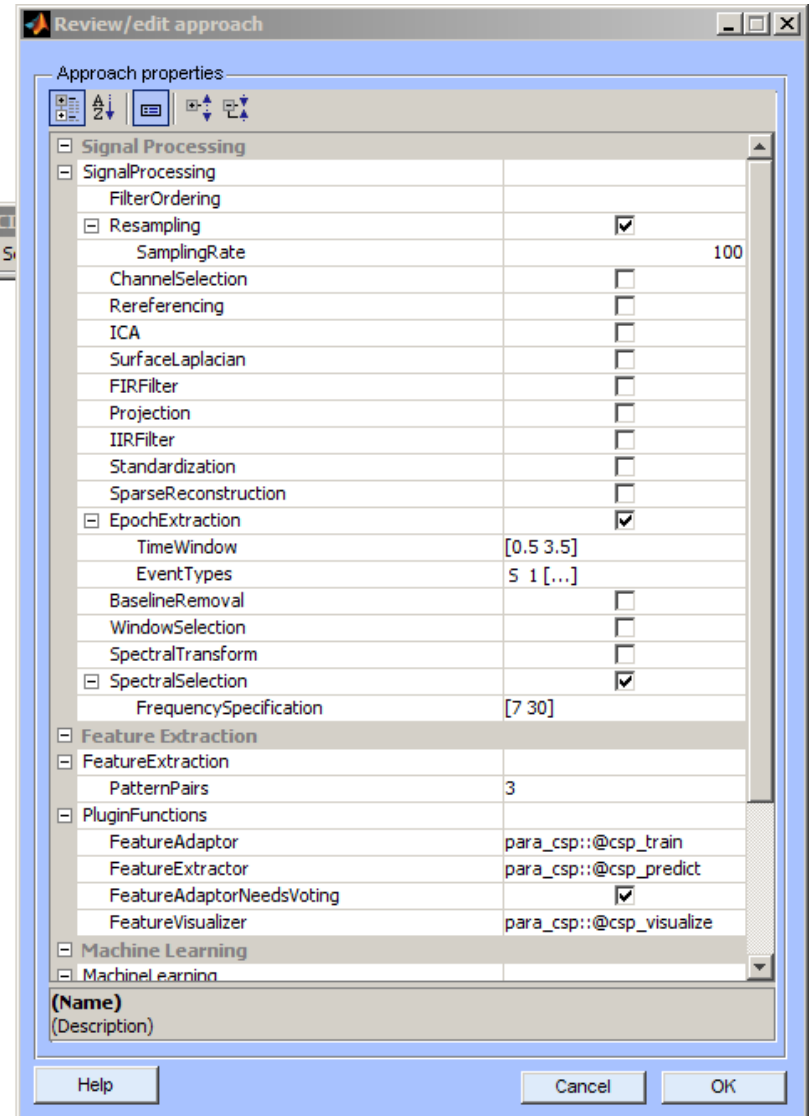 Review/edit approach
Approach properties
Signal Processing
SignalProcessing
FilterOrdering
Resampling
SamplingRate 100
ChannelSelection
Rereferencing
ICA
SurfaceLaplacian
FIRFilter
Projection
IIRFilter
Standardization
SparseReconstruction
EpochExtraction
TimeWindow [0.5 3.5]
EventTypes S 1 [...]
BaselineRemoval
WindowSelection
SpectralTransform
SpectralSelection
FrequencySpecification [7 30]
Feature Extraction
FeatureExtraction
PatternPairs 3
PluginFunctions
FeatureAdaptor para_csp::@csp_train
FeatureExtractor para_csp::@csp_predict
FeatureAdaptorNeedsVoting
FeatureVisualizer para_csp::@csp_visualize
Machine Learning
MachineLearning
(Name)
(Description)
Help Cancel OK